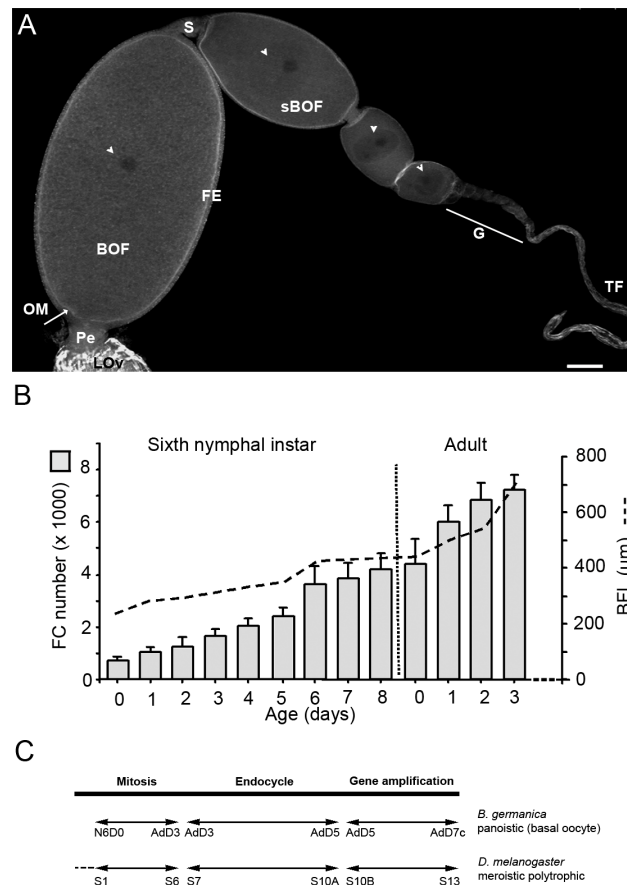 A
S
sBOF
FE
BOF
G
TF
OM
Pe
LOv
B
Sixth nymphal instar
Adult
FC number (x 1000)
8
6
4
2
0
800
600
400
200
0
BFL (µm)
0 1 2 3 4 5 6 7 8 0 1 2 3
Age (days)
C
Mitosis Endocycle Gene amplification
N6D0 AdD3 AdD3 AdD5 AdD5 AdD7c
B. germanica
panoistic (basal oocyte)
S1 S6 S7 S10A S10B S13
D. melanogaster
meroistic polytrophic